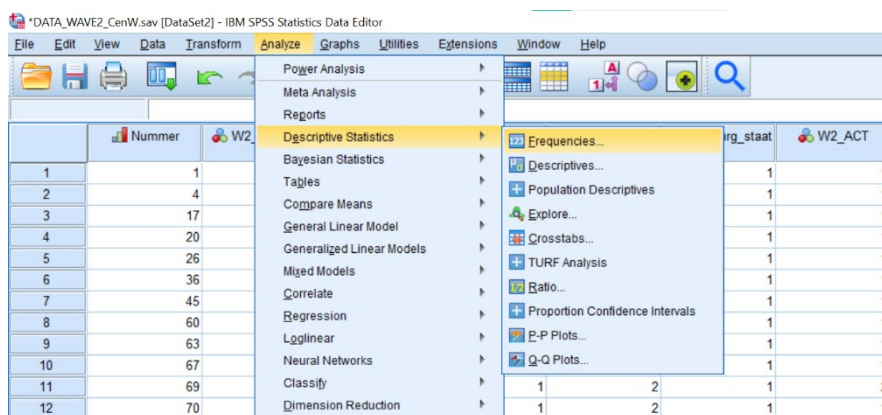 *DATA_WAVE2_CenW.sav [DataSet2] - IBM SPSS Statistics Data Editor
File Edit View Data Transform Analyze Graphs Utilities Extensions Window Help
Power Analysis
Meta Analysis
Reports
Descriptive Statistics
Bayesian Statistics
Tables
Compare Means
General Linear Model
Generalized Linear Models
Mixed Models
Correlate
Regression
Loglinear
Neural Networks
Classify
Dimension Reduction
Frequencies...
Descriptives...
Population Descriptives
Explore...
Crosstabs...
TURF Analysis
Ratio...
Proportion Confidence Intervals
P-P Plots...
Q-Q Plots...
Nummer W2_ rg_staat W2_ACT
1 1 1
2 4 1
3 17 1
4 20 1
5 26 1
6 36 1
7 45 1
8 60 1
9 63 1
10 67 1
11 69 1 2 1
12 70 1 2 1